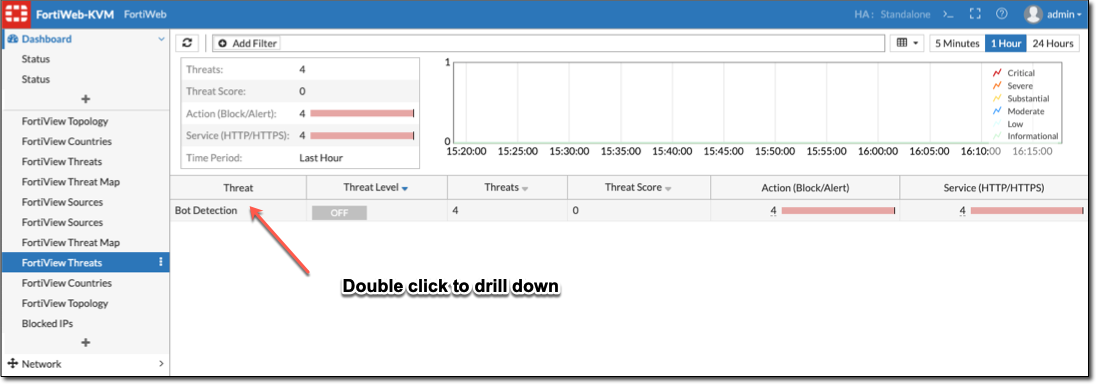 FortiWeb-KVM FortiWeb HA: Standalone >_ admin
Dashboard
Status
Status
FortiView Topology
FortiView Countries
FortiView Threats
FortiView Threat Map
FortiView Sources
FortiView Sources
FortiView Threat Map
FortiView Threats
FortiView Countries
FortiView Topology
Blocked IPs
Network
Add Filter 5 Minutes 1 Hour 24 Hours
Threats: 4
Threat Score: 0
Action (Block/Alert): 4
Service (HTTP/HTTPS): 4
Time Period: Last Hour
1
0
15:20:00 15:25:00 15:30:00 15:35:00 15:40:00 15:45:00 15:50:00 15:55:00 16:00:00 16:05:00 16:10:00 16:15:00
Critical
Severe
Substantial
Moderate
Low
Informational
Threat Threat Level Threats Threat Score Action (Block/Alert) Service (HTTP/HTTPS)
Bot Detection OFF 4 0 4 4
Double click to drill down